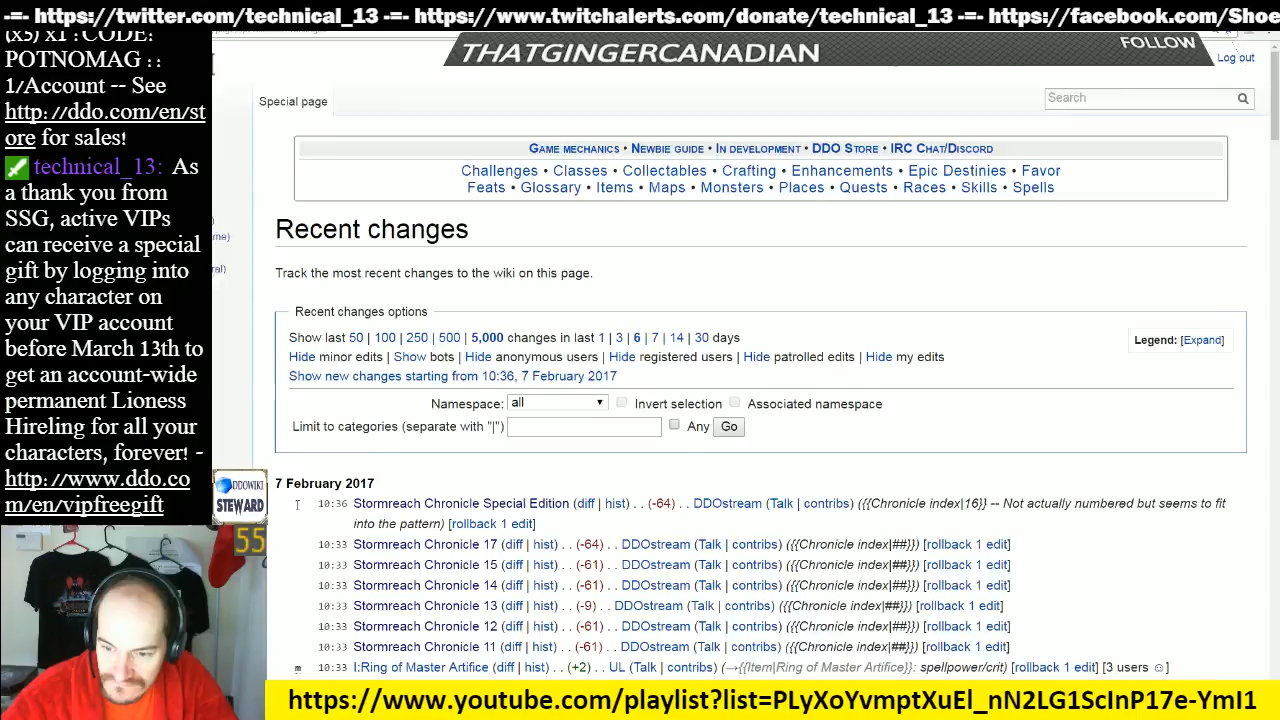 -=- https://twitter.com/technical_13 -=- https://www.twitchalerts.com/donate/technical_13 -=- https://facebook.com/Shoe
(x5) x1 :CODE:
POTNOMAG : :
1/Account -- See
http://ddo.com/en/st
ore for sales!
technical_13: As
a thank you from
SSG, active VIPs
can receive a special
gift by logging into
any character on
your VIP account
before March 13th to
get an account-wide
permanent Lioness
Hireling for all your
characters, forever! -
http://www.ddo.co
m/en/vipfreegift
THATGINGERCANADIAN
FOLLOW
Log out
Special page
Search
Game mechanics • Newbie guide • In development • DDO Store • IRC Chat/Discord
Challenges • Classes • Collectables • Crafting • Enhancements • Epic Destinies • Favor
Feats • Glossary • Items • Maps • Monsters • Places • Quests • Races • Skills • Spells
me)
ral)
Recent changes
Track the most recent changes to the wiki on this page.
Recent changes options
Show last 50 | 100 | 250 | 500 | 5,000 changes in last 1 | 3 | 6 | 7 | 14 | 30 days
Hide minor edits | Show bots | Hide anonymous users | Hide registered users | Hide patrolled edits | Hide my edits
Show new changes starting from 10:36, 7 February 2017
Legend: [Expand]
Namespace: all Invert selection Associated namespace
Limit to categories (separate with "|") Any Go
7 February 2017
10:36 Stormreach Chronicle Special Edition (diff | hist) . . (-64) . . DDOstream (Talk | contribs) ({{Chronicle index|16}} -- Not actually numbered but seems to fit
into the pattern) [rollback 1 edit]
10:33 Stormreach Chronicle 17 (diff | hist) . . (-64) . . DDOstream (Talk | contribs) ({{Chronicle index|##}}) [rollback 1 edit]
10:33 Stormreach Chronicle 15 (diff | hist) . . (-61) . . DDOstream (Talk | contribs) ({{Chronicle index|##}}) [rollback 1 edit]
10:33 Stormreach Chronicle 14 (diff | hist) . . (-61) . . DDOstream (Talk | contribs) ({{Chronicle index|##}}) [rollback 1 edit]
10:33 Stormreach Chronicle 13 (diff | hist) . . (-9) . . DDOstream (Talk | contribs) ({{Chronicle index|##}}) [rollback 1 edit]
10:33 Stormreach Chronicle 12 (diff | hist) . . (-61) . . DDOstream (Talk | contribs) ({{Chronicle index|##}}) [rollback 1 edit]
10:33 Stormreach Chronicle 11 (diff | hist) . . (-61) . . DDOstream (Talk | contribs) ({{Chronicle index|##}}) [rollback 1 edit]
m 10:33 I:Ring of Master Artifice (diff | hist) . . (+2) . . UL (Talk | contribs) (→{{Item|Ring of Master Artifice}}: spellpower/crit) [rollback 1 edit] [3 users ☺]
DDOWIKI
STEWARD
55
https://www.youtube.com/playlist?list=PLyXoYvmptXuEl_nN2LG1ScInP17e-YmI1